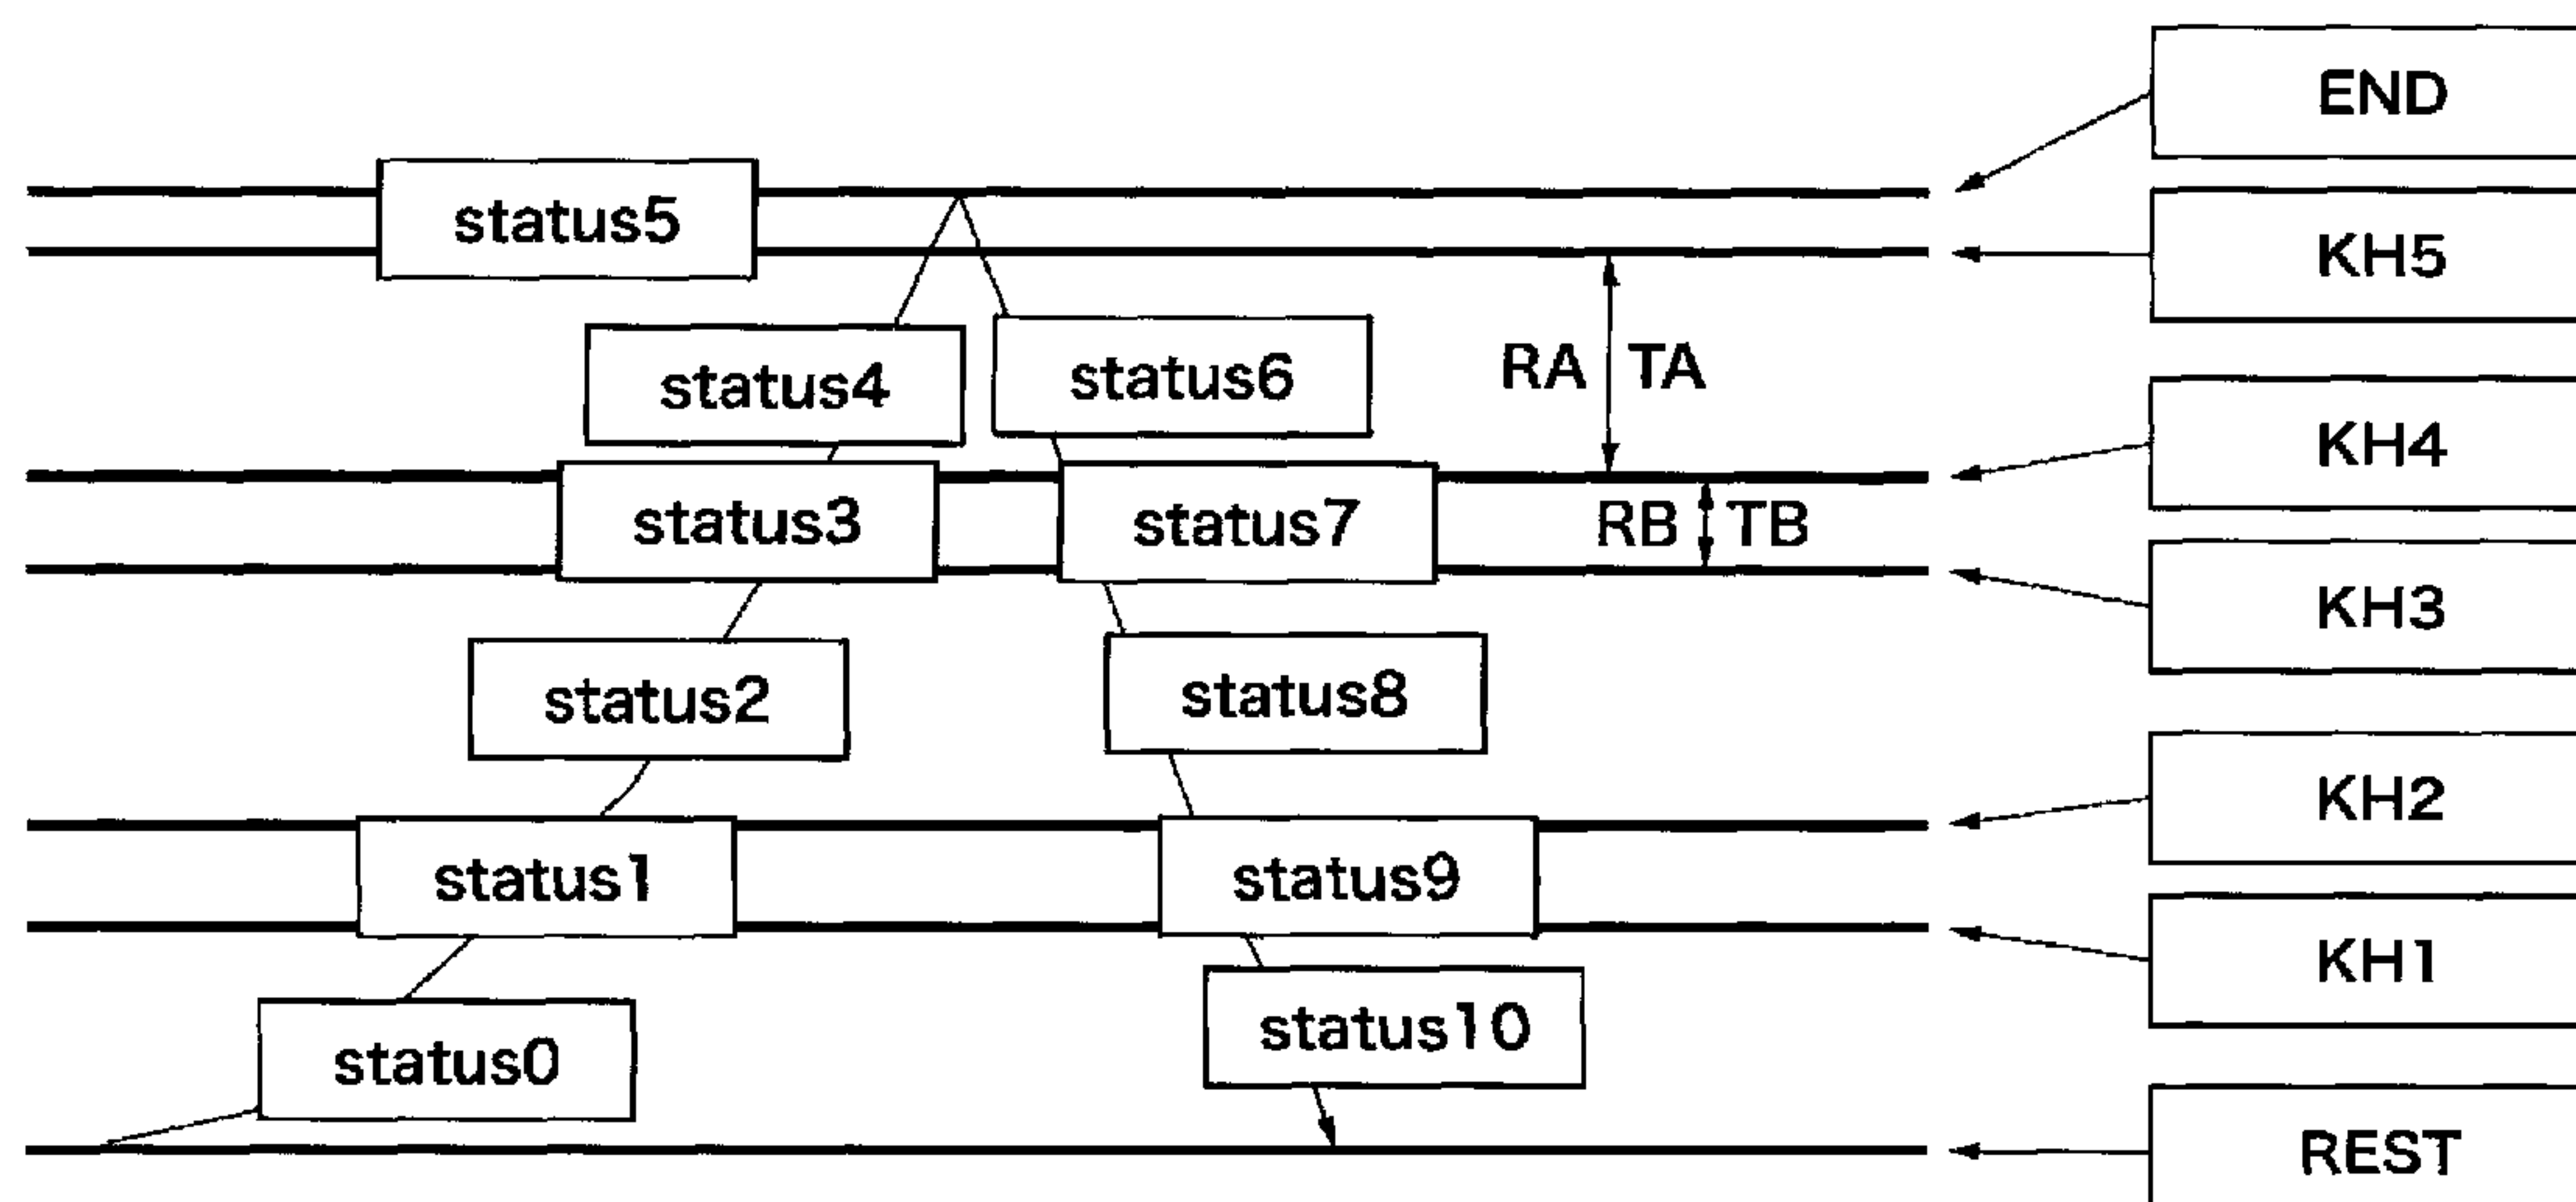 END
status5
KH5
status4
status6
RA
TA
KH4
status3
status7
RB
TB
KH3
status2
status8
KH2
status1
status9
KH1
status0
status10
REST